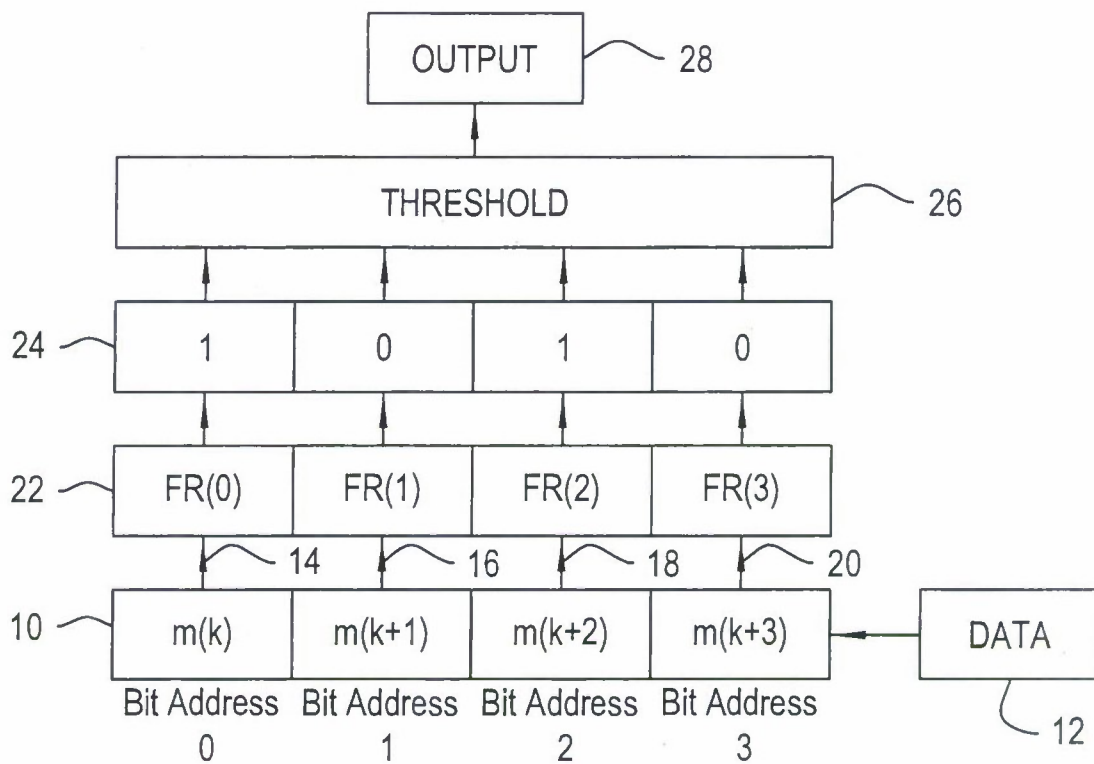 OUTPUT 28
THRESHOLD 26
24 1 0 1 0
22 FR(0) FR(1) FR(2) FR(3)
14 16 18 20
10 m(k) m(k+1) m(k+2) m(k+3) DATA
Bit Address Bit Address Bit Address Bit Address 12
0 1 2 3